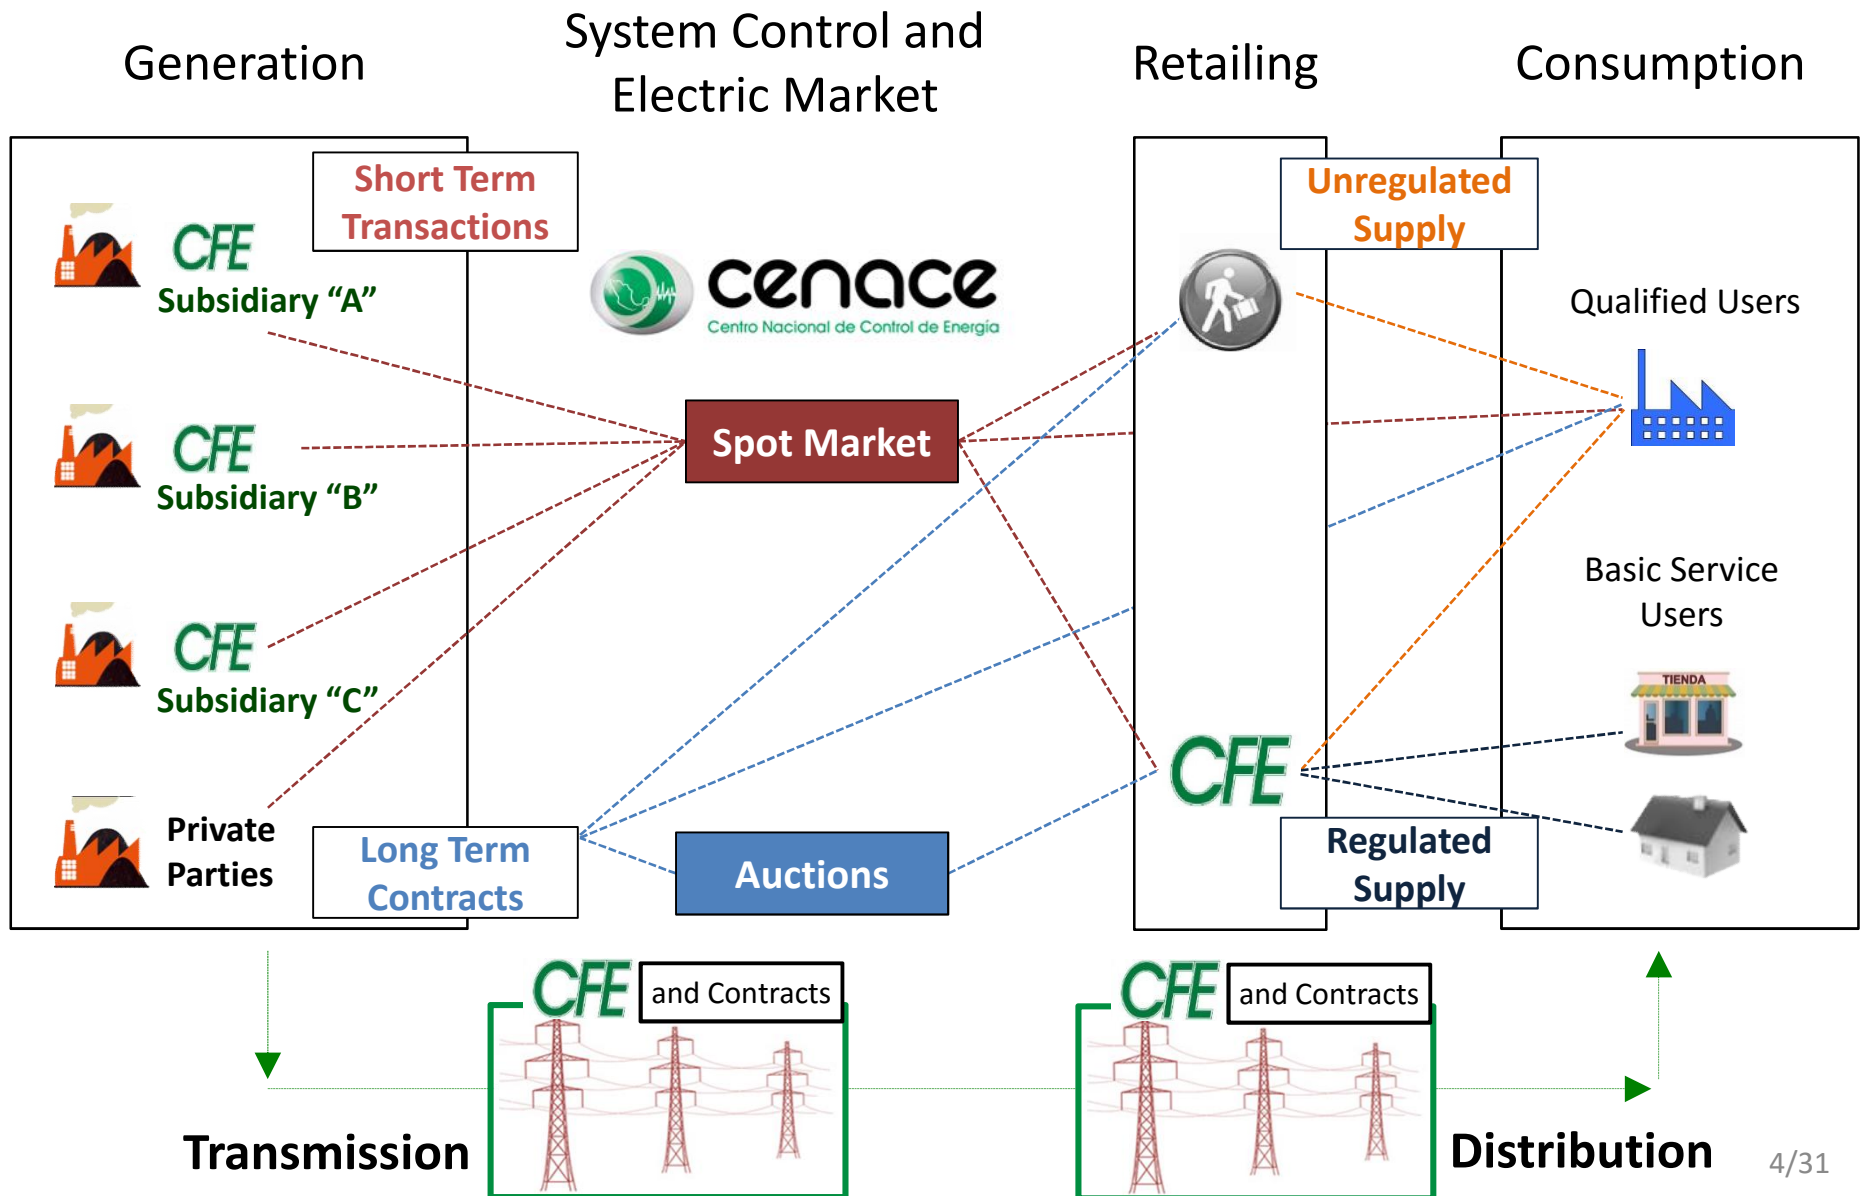 Generation
System Control and
Electric Market
Retailing
Consumption
Short Term
Transactions
CFE
Subsidiary “A”
CFE
Subsidiary “B”
CFE
Subsidiary “C”
Private
Parties
Long Term
Contracts
cenace
Centro Nacional de Control de Energía
Spot Market
Auctions
CFE
Unregulated
Supply
Qualified Users
Basic Service
Users
TIENDA
Regulated
Supply
CFE
and Contracts
CFE
and Contracts
Transmission
Distribution
4/31